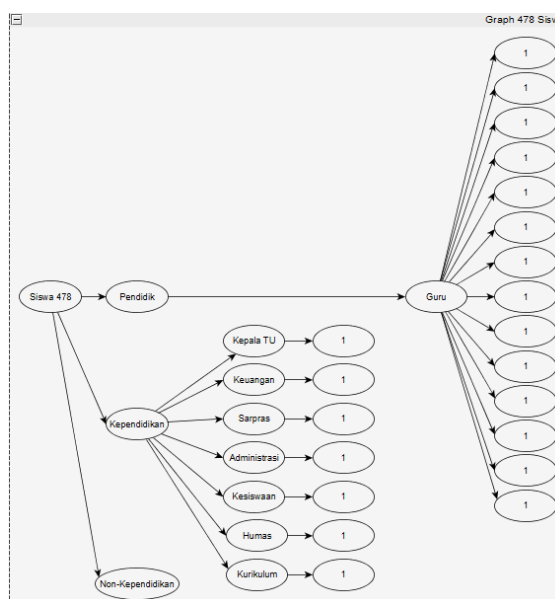 Graph 478 Sisw
1
1
1
1
1
1
1
Siswa 478 Pendidik Guru 1
1
Kepala TU 1
1
Keuangan 1
1
Kependidikan Sarpras 1
1
Administrasi 1
1
Kesiswaan 1
1
Humas 1
Kurikulum 1
Non-Kependidikan